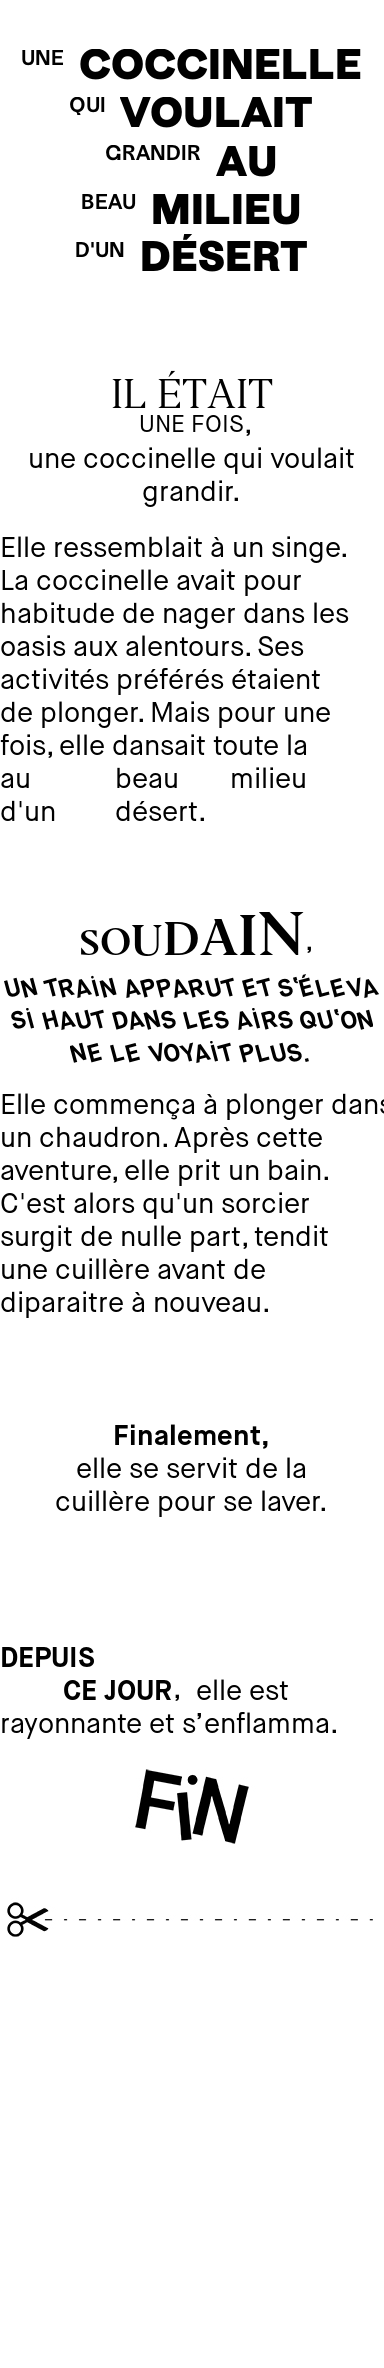 UNE COCCINELLE
QUI VOULAIT
GRANDIR AU
BEAU MILIEU
D'UN DÉSERT
IL ÉTAIT
UNE FOIS,
une coccinelle qui voulait
grandir.
Elle ressemblait à un singe.
La coccinelle avait pour
habitude de nager dans les
oasis aux alentours. Ses
activités préférés étaient
de plonger. Mais pour une
fois, elle dansait toute la
au beau milieu
d'un désert.
SOUDAIN,
UN TRAiN APPARUT ET S'ÉLEVA
Si HAUT DANS LES AiRS QU'ON
NE LE VOYAiT PLUS.
Elle commença à plonger dans
un chaudron. Après cette
aventure, elle prit un bain.
C'est alors qu'un sorcier
surgit de nulle part, tendit
une cuillère avant de
diparaitre à nouveau.
Finalement,
elle se servit de la
cuillère pour se laver.
DEPUIS
CE JOUR, elle est
rayonnante et s’enflamma.
FiN